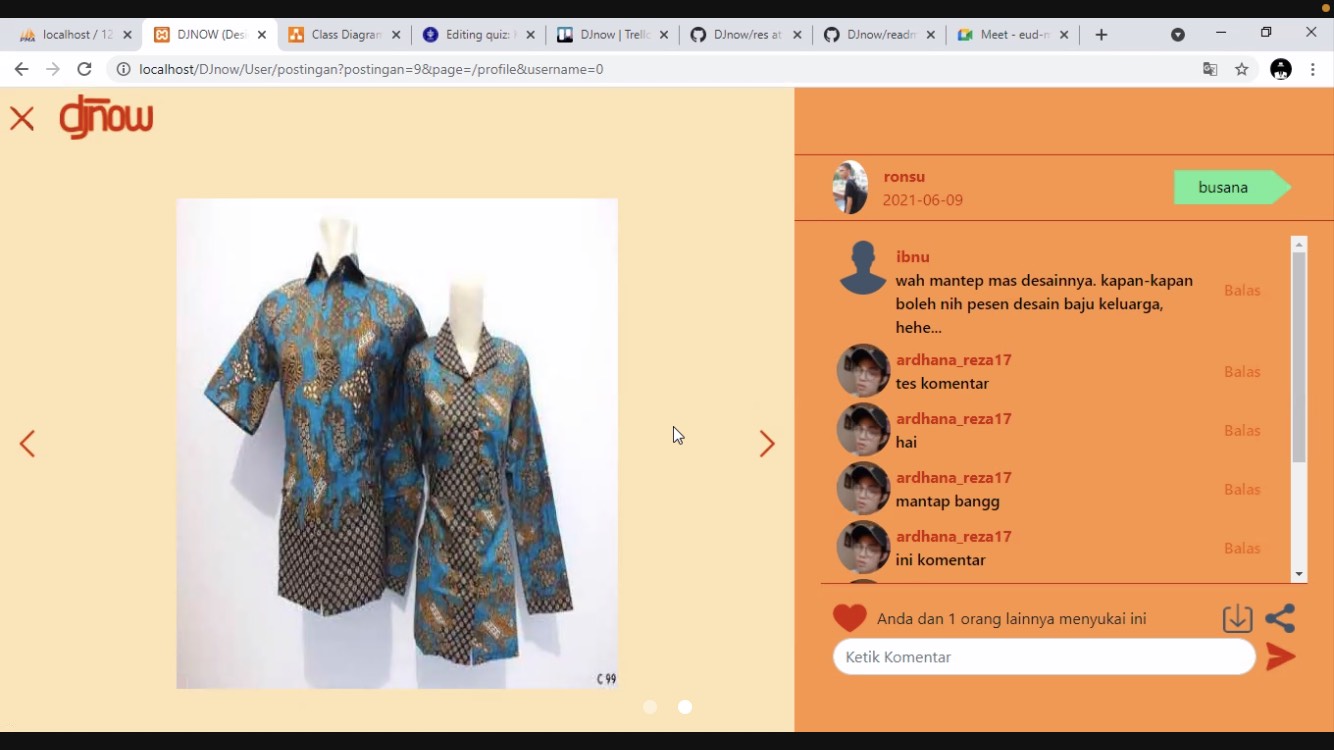 localhost / 12
DJNOW (Des
Class Diagran
Editing quiz:
DJnow | Trell
DJnow/res at
DJnow/readm
Meet - eud-m
localhost/DJnow/User/postingan?postingan=9&page=/profile&username=0
djnow
ronsu
2021-06-09
busana
ibnu
wah mantep mas desainnya. kapan-kapan
boleh nih pesen desain baju keluarga,
hehe...
Balas
ardhana_reza17
tes komentar
Balas
ardhana_reza17
hai
Balas
ardhana_reza17
mantap bangg
Balas
ardhana_reza17
ini komentar
Balas
C 99
Anda dan 1 orang lainnya menyukai ini
Ketik Komentar